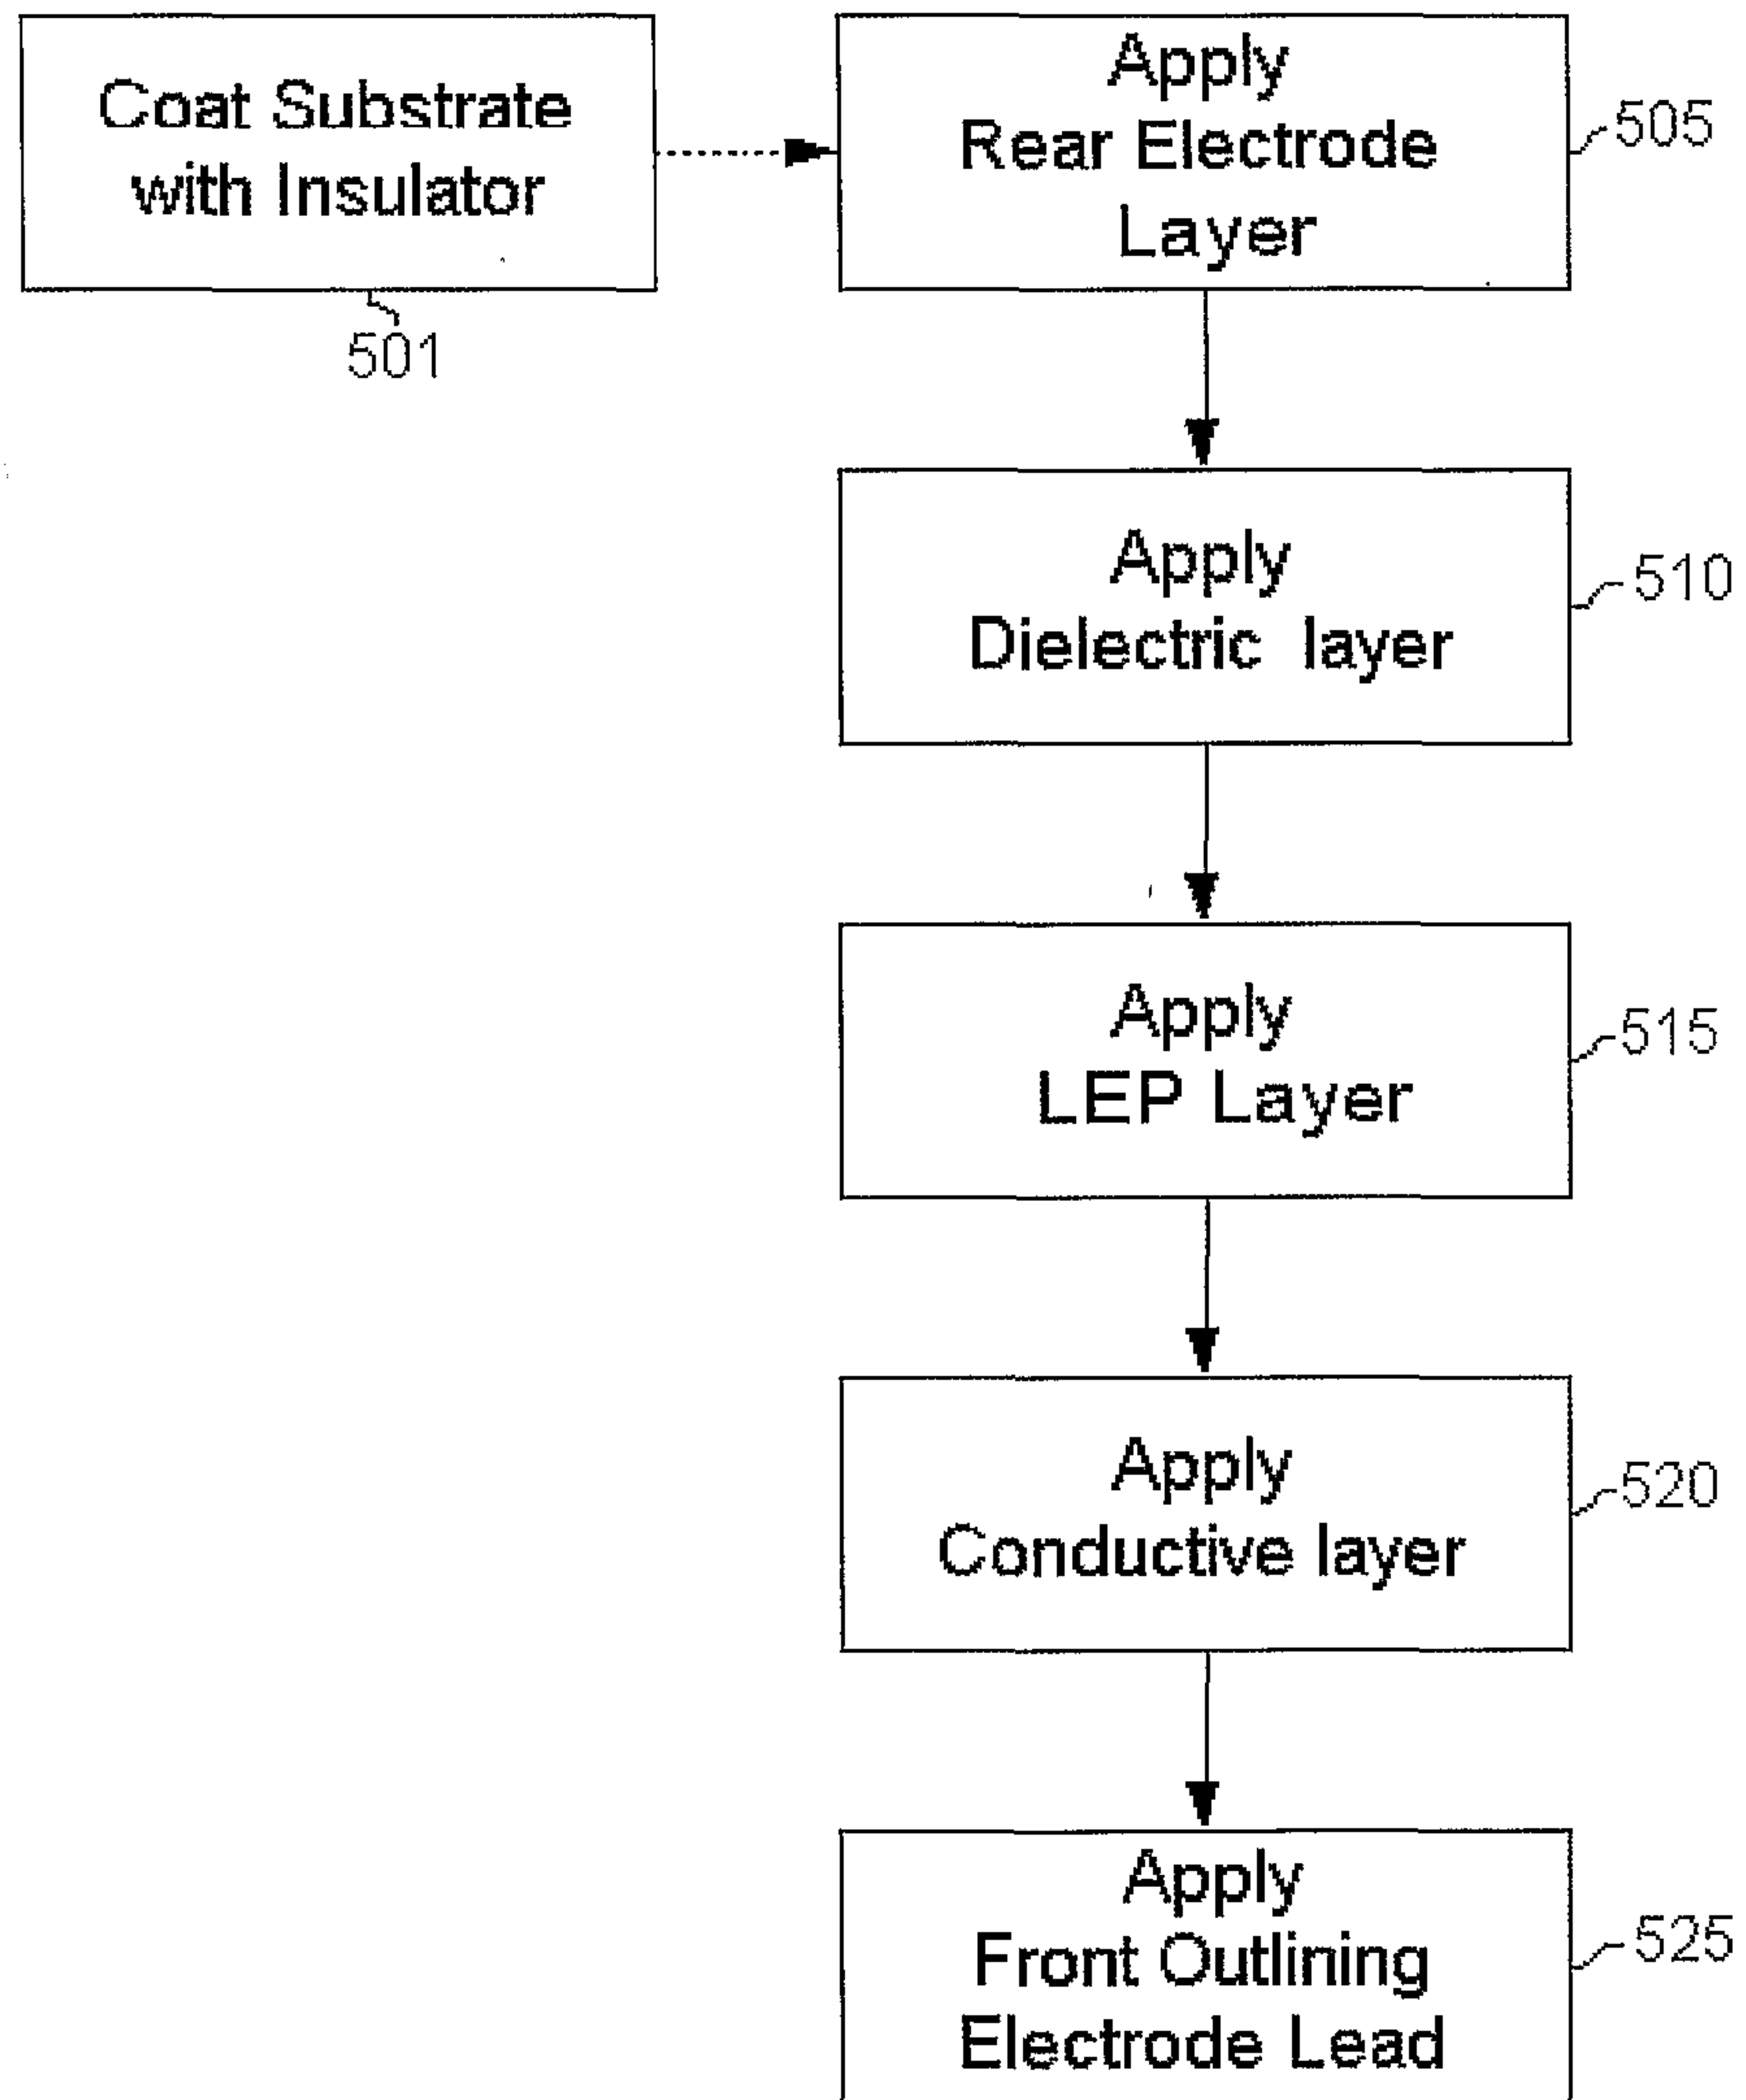 Coat Substrate
with Insulator
501
Apply
Rear Electrode
Layer
505
Apply
Dielectric layer
510
Apply
LEP Layer
515
Apply
Conductive layer
520
Apply
Front Outlining
Electrode Lead
525